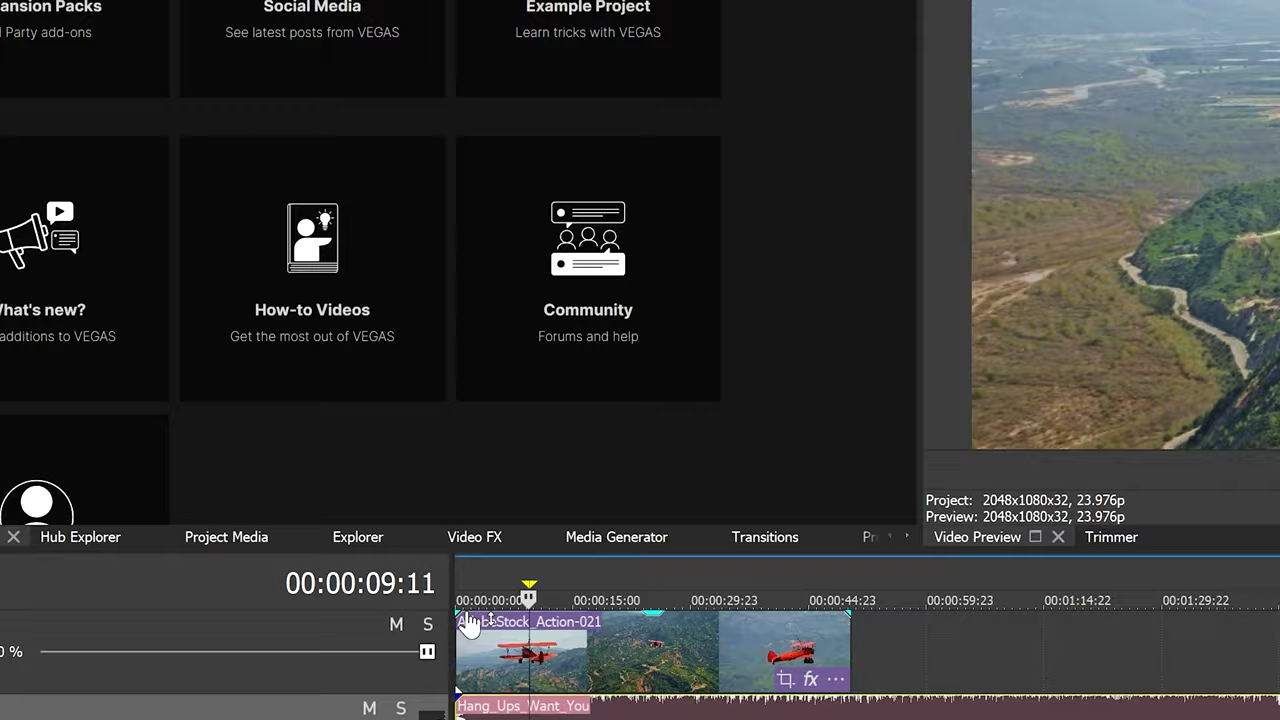 ansion Packs
Party add-ons
Social Media
See latest posts from VEGAS
Example Project
Learn tricks with VEGAS
hat's new?
additions to VEGAS
How-to Videos
Get the most out of VEGAS
Community
Forums and help
Project: 2048x1080x32, 23.976p
Preview: 2048x1080x32, 23.976p
Hub Explorer
Project Media
Explorer
Video FX
Media Generator
Transitions
Pr
Video Preview
Trimmer
00:00:09:11
00:00:00:00
00:00:15:00
00:00:29:23
00:00:44:23
00:00:59:23
00:01:14:22
00:01:29:22
M S
0 %
Stock_Action-021
fx
M S
Hang_Ups_Want_You